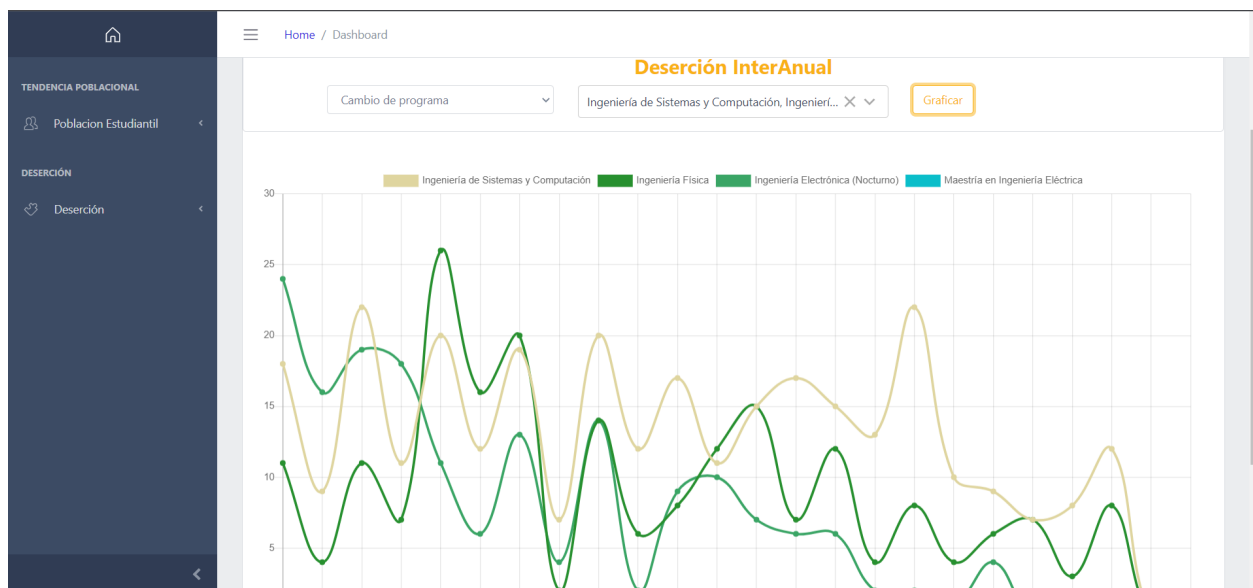 Home / Dashboard
TENDENCIA POBLACIONAL
Poblacion Estudiantil
DESERCIÓN
Deserción
Deserción InterAnual
Cambio de programa
Ingeniería de Sistemas y Computación, Ingenierí...
Graficar
Ingeniería de Sistemas y Computación Ingeniería Física Ingeniería Electrónica (Nocturno) Maestría en Ingeniería Eléctrica
30
25
20
15
10
5